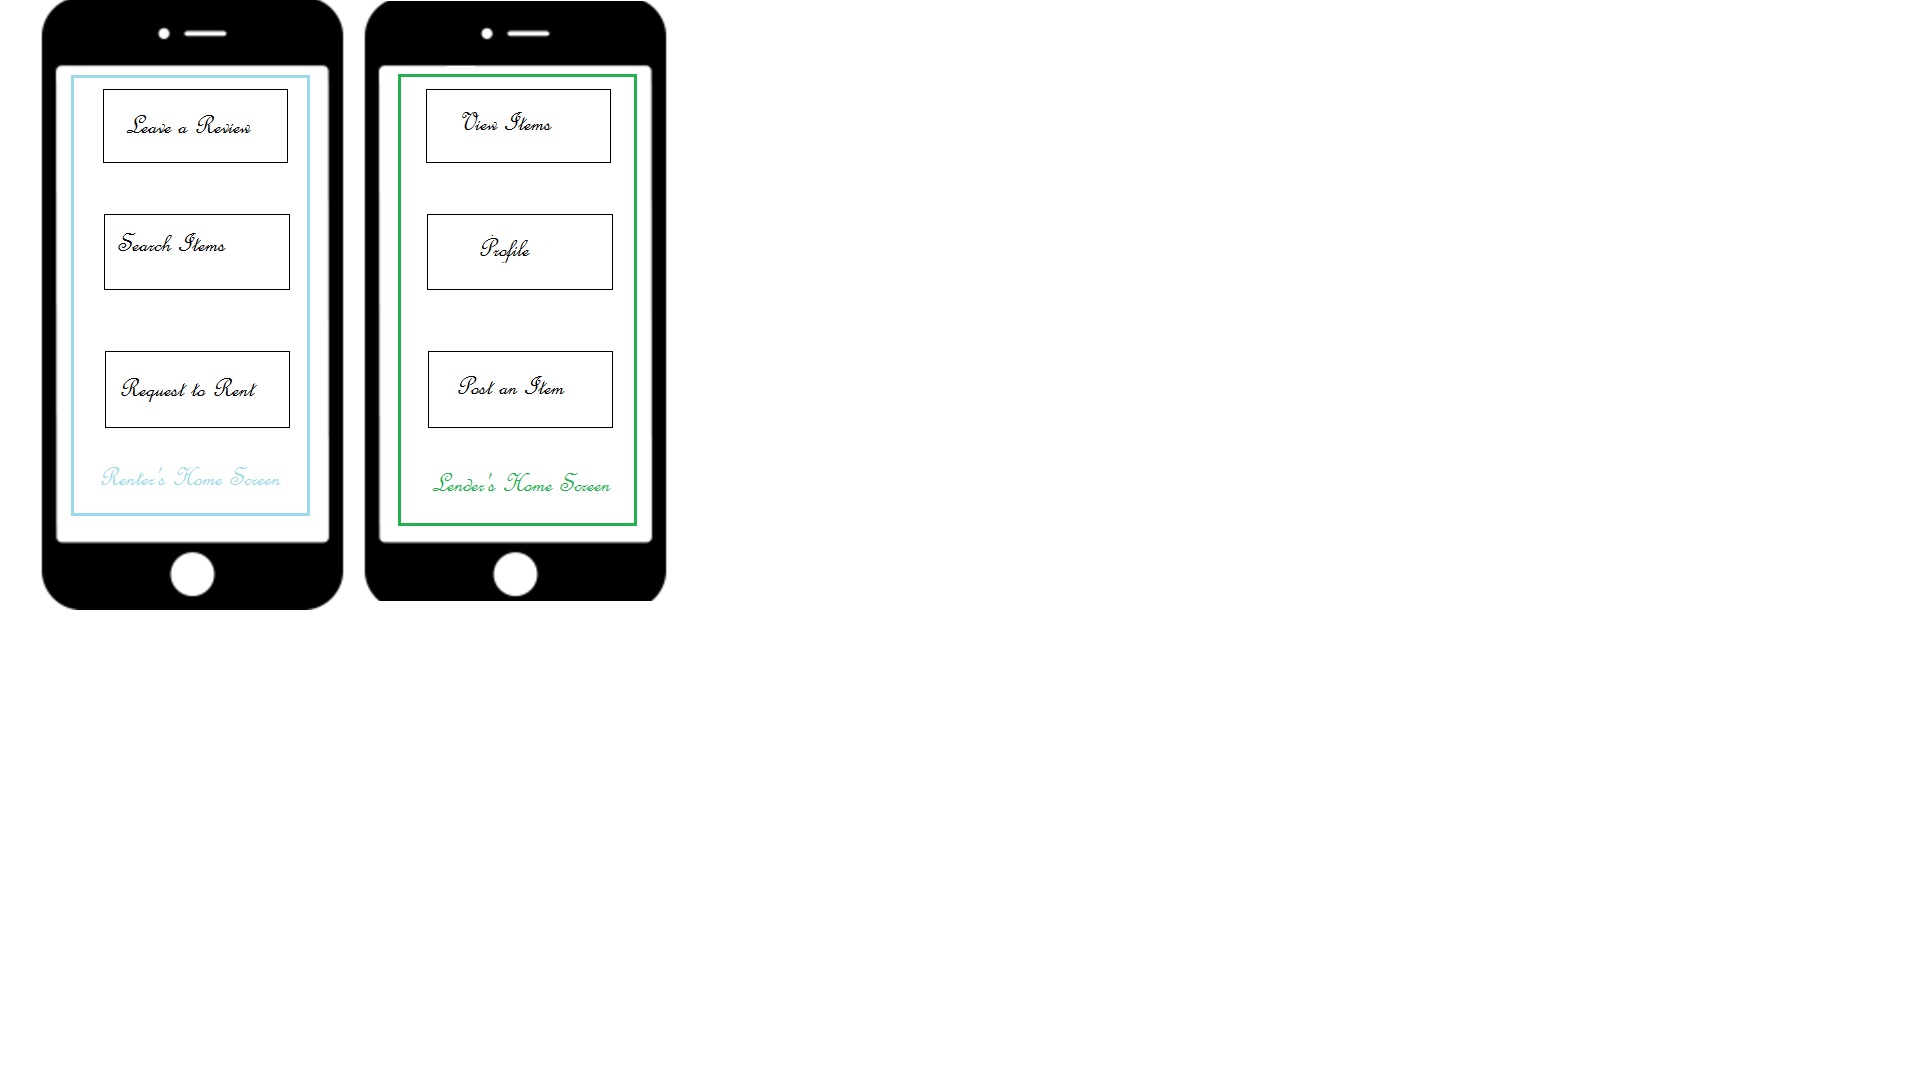 Leave a Review
Search Items
Request to Rent
Renter's Home Screen
View Items
Profile
Post an Item
Lender's Home Screen